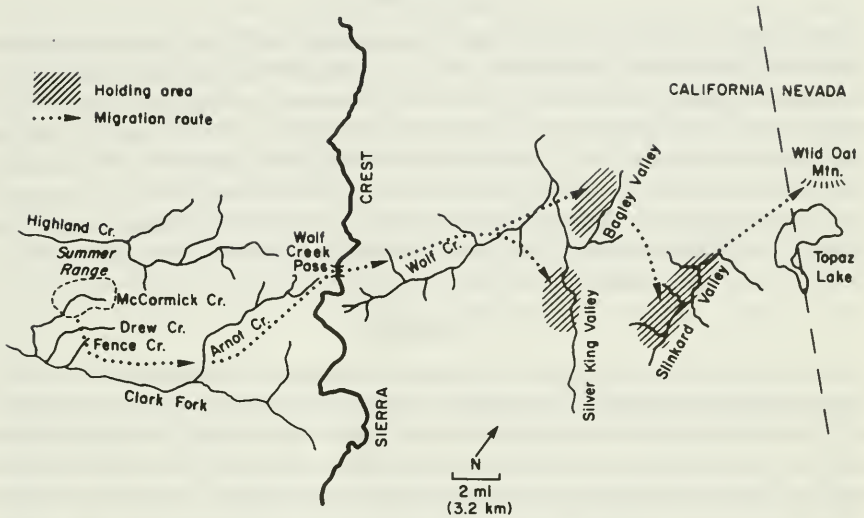 Holding area
Migration route
CALIFORNIA
NEVADA
Wild Oat
Mtn.
CREST
Bagley Valley
Highland Cr.
Summer
Range
Wolf
Creek
Pass
Wolf Cr.
Topaz
Lake
McCormick Cr.
Drew Cr.
Fence Cr.
Arnot Cr.
Clark Fork
Silver King Valley
Slinkard Valley
SIERRA
N
2 mi
(3.2 km)